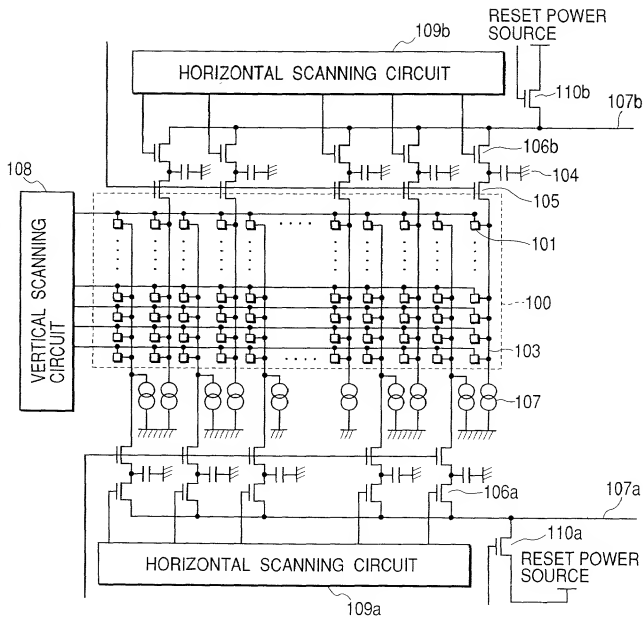 RESET POWER
SOURCE
109b
HORIZONTAL SCANNING CIRCUIT
110b
107b
106b
108
104
105
VERTICAL SCANNING
CIRCUIT
101
100
103
107
106a
107a
110a
HORIZONTAL SCANNING CIRCUIT
RESET POWER
SOURCE
109a